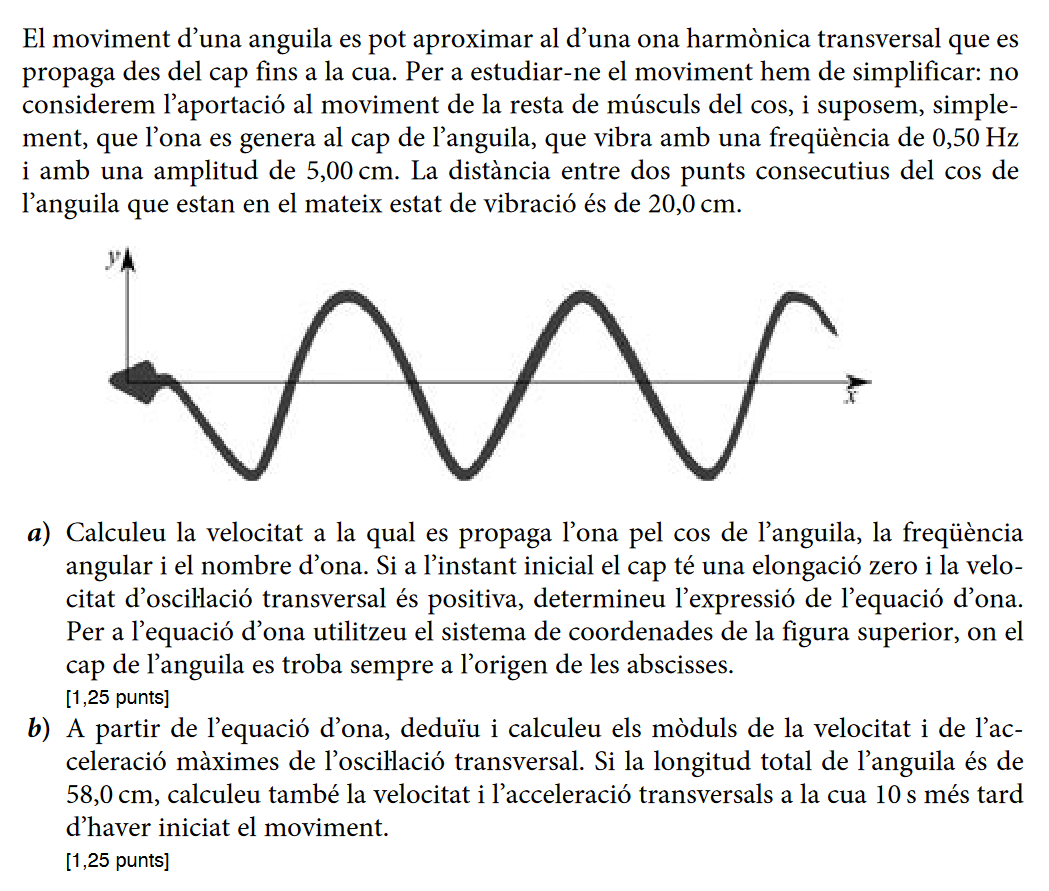 El moviment d’una anguila es pot aproximar al d’una ona harmònica transversal que es
propaga des del cap fins a la cua. Per a estudiar-ne el moviment hem de simplificar: no
considerem l’aportació al moviment de la resta de músculs del cos, i suposem, simple-
ment, que l’ona es genera al cap de l’anguila, que vibra amb una freqüència de 0,50 Hz
i amb una amplitud de 5,00 cm. La distància entre dos punts consecutius del cos de
l’anguila que estan en el mateix estat de vibració és de 20,0 cm.
y
x
a) Calculeu la velocitat a la qual es propaga l’ona pel cos de l’anguila, la freqüència
angular i el nombre d’ona. Si a l’instant inicial el cap té una elongació zero i la velo-
citat d’oscil·lació transversal és positiva, determineu l’expressió de l’equació d’ona.
Per a l’equació d’ona utilitzeu el sistema de coordenades de la figura superior, on el
cap de l’anguila es troba sempre a l’origen de les abscisses.
[1,25 punts]
b) A partir de l’equació d’ona, deduïu i calculeu els mòduls de la velocitat i de l’ac-
celeració màximes de l’oscil·lació transversal. Si la longitud total de l’anguila és de
58,0 cm, calculeu també la velocitat i l’acceleració transversals a la cua 10 s més tard
d’haver iniciat el moviment.
[1,25 punts]